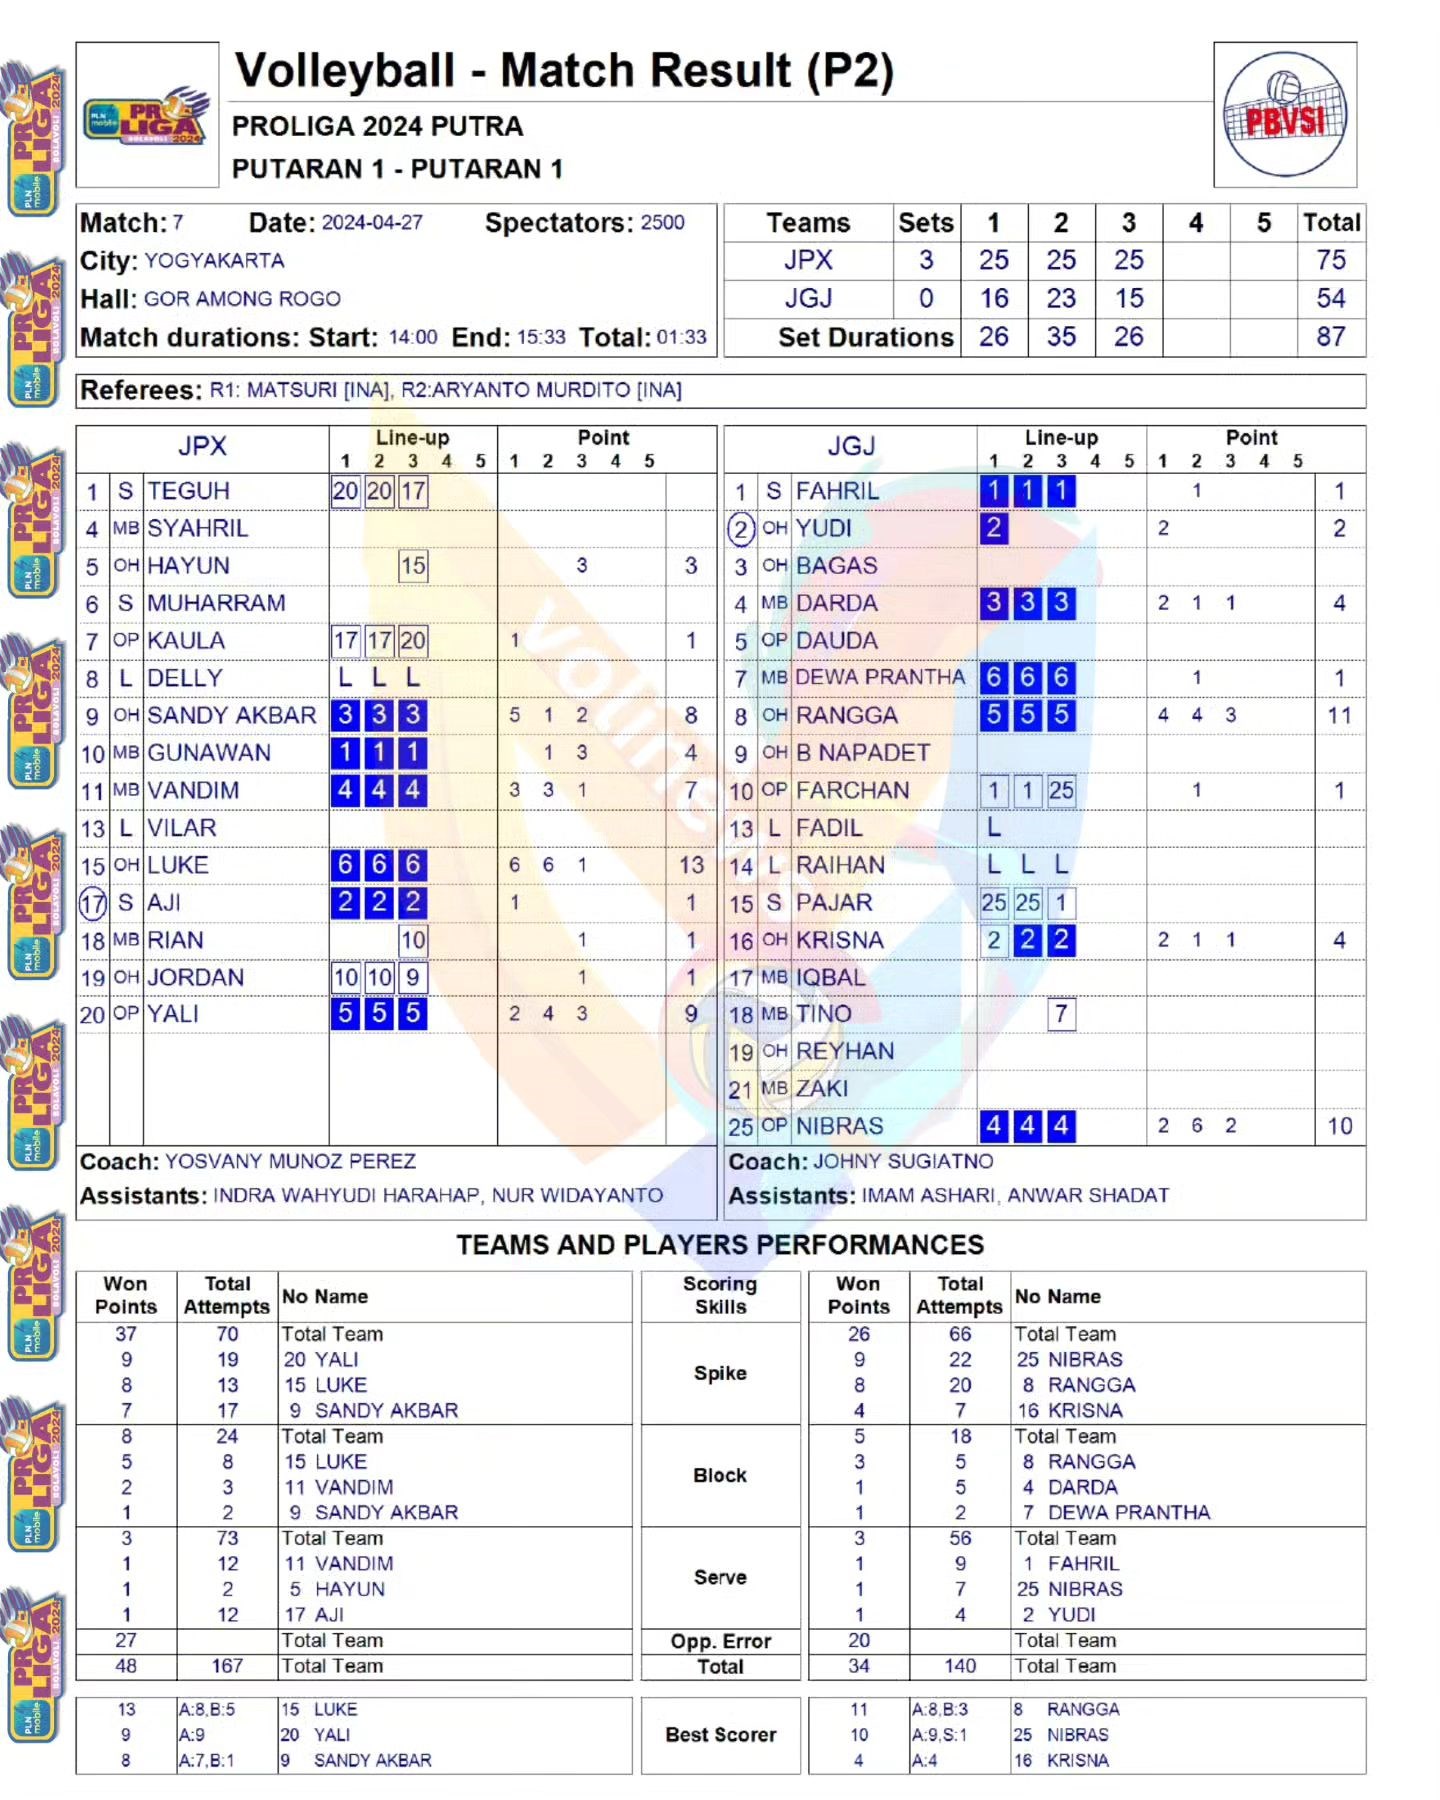 Volleyball - Match Result (P2)
PROLIGA 2024 PUTRA
PUTARAN 1 - PUTARAN 1
PLN mobile PROLIGA BOLAVOLI 2024
PBVSI
Match: 7 Date: 2024-04-27 Spectators: 2500
City: YOGYAKARTA
Hall: GOR AMONG ROGO
Match durations: Start: 14:00 End: 15:33 Total: 01:33
Teams Sets 1 2 3 4 5 Total
JPX 3 25 25 25 75
JGJ 0 16 23 15 54
Set Durations 26 35 26 87
Referees: R1: MATSURI [INA], R2:ARYANTO MURDITO [INA]
JPX Line-up Point
1 2 3 4 5 1 2 3 4 5
1 S TEGUH 20 20 17
4 MB SYAHRIL
5 OH HAYUN 15 3 3
6 S MUHARRAM
7 OP KAULA 17 17 20 1 1
8 L DELLY L L L
9 OH SANDY AKBAR 3 3 3 5 1 2 8
10 MB GUNAWAN 1 1 1 1 3 4
11 MB VANDIM 4 4 4 3 3 1 7
13 L VILAR
15 OH LUKE 6 6 6 6 6 1 13
17 S AJI 2 2 2 1 1
18 MB RIAN 10 1 1
19 OH JORDAN 10 10 9 1 1
20 OP YALI 5 5 5 2 4 3 9
Coach: YOSVANY MUNOZ PEREZ
Assistants: INDRA WAHYUDI HARAHAP, NUR WIDAYANTO
JGJ Line-up Point
1 2 3 4 5 1 2 3 4 5
1 S FAHRIL 1 1 1 1 1
2 OH YUDI 2 2 2
3 OH BAGAS
4 MB DARDA 3 3 3 2 1 1 4
5 OP DAUDA
7 MB DEWA PRANTHA 6 6 6 1 1
8 OH RANGGA 5 5 5 4 4 3 11
9 OH B NAPADET
10 OP FARCHAN 1 1 25 1 1
13 L FADIL L
14 L RAIHAN L L L
15 S PAJAR 25 25 1
16 OH KRISNA 2 2 2 2 1 1 4
17 MB IQBAL
18 MB TINO 7
19 OH REYHAN
21 MB ZAKI
25 OP NIBRAS 4 4 4 2 6 2 10
Coach: JOHNY SUGIATNO
Assistants: IMAM ASHARI, ANWAR SHADAT
TEAMS AND PLAYERS PERFORMANCES
Won Points Total Attempts No Name Scoring Skills Won Points Total Attempts No Name
37 70 Total Team Spike 26 66 Total Team
9 19 20 YALI 9 22 25 NIBRAS
8 13 15 LUKE 8 20 8 RANGGA
7 17 9 SANDY AKBAR 4 7 16 KRISNA
8 24 Total Team Block 5 18 Total Team
5 8 15 LUKE 3 5 8 RANGGA
2 3 11 VANDIM 1 5 4 DARDA
1 2 9 SANDY AKBAR 1 2 7 DEWA PRANTHA
3 73 Total Team Serve 3 56 Total Team
1 12 11 VANDIM 1 9 1 FAHRIL
1 2 5 HAYUN 1 7 25 NIBRAS
1 12 17 AJI 1 4 2 YUDI
27 Total Team Opp. Error 20 Total Team
48 167 Total Team Total 34 140 Total Team
13 A:8,B:5 15 LUKE Best Scorer 11 A:8,B:3 8 RANGGA
9 A:9 20 YALI 10 A:9,S:1 25 NIBRAS
8 A:7,B:1 9 SANDY AKBAR 4 A:4 16 KRISNA